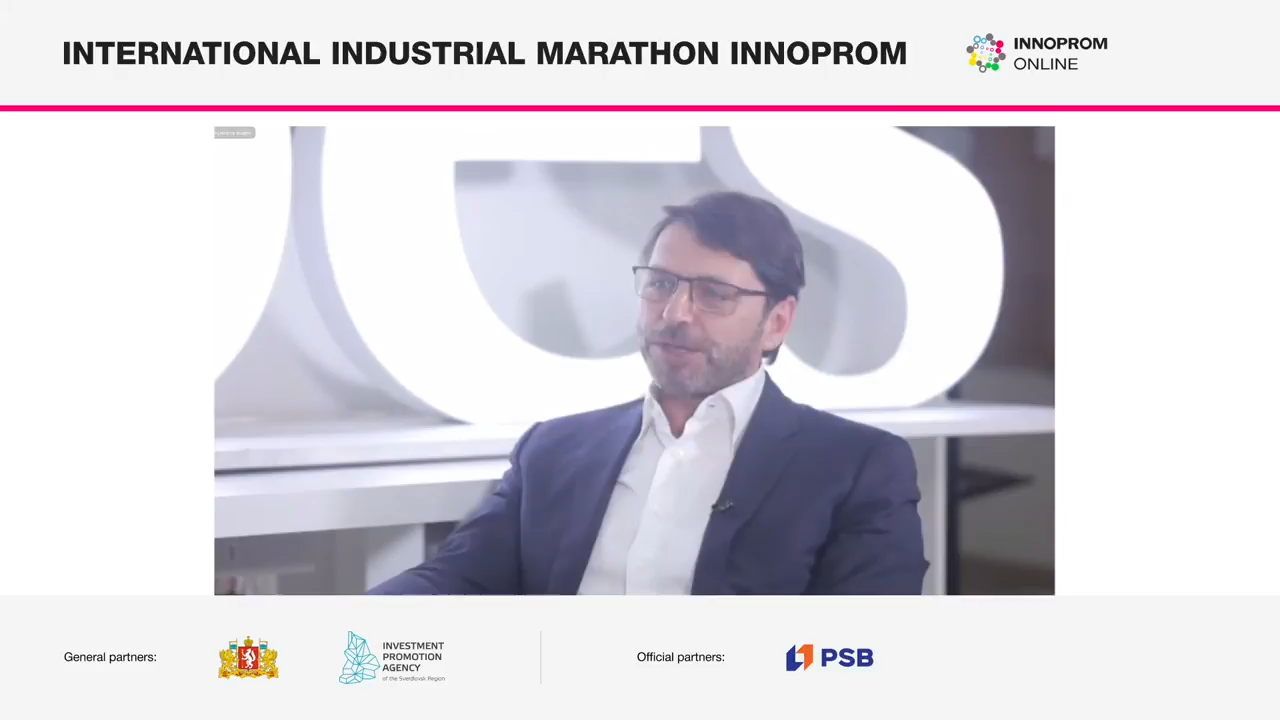 INTERNATIONAL INDUSTRIAL MARATHON INNOPROM
INNOPROM
ONLINE
General partners:
INVESTMENT
PROMOTION
AGENCY
of the Sverdlovsk Region
Official partners:
PSB